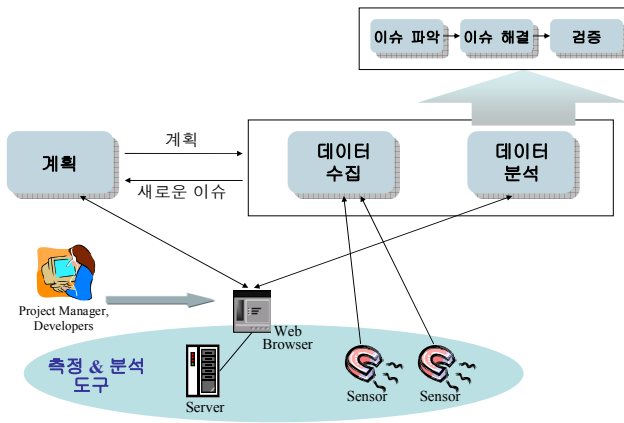 이슈 파악
이슈 해결
검증
계획
계획
새로운 이슈
데이터
수집
데이터
분석
Project Manager,
Developers
Web
Browser
측정 & 분석
도구
Server
Sensor
Sensor